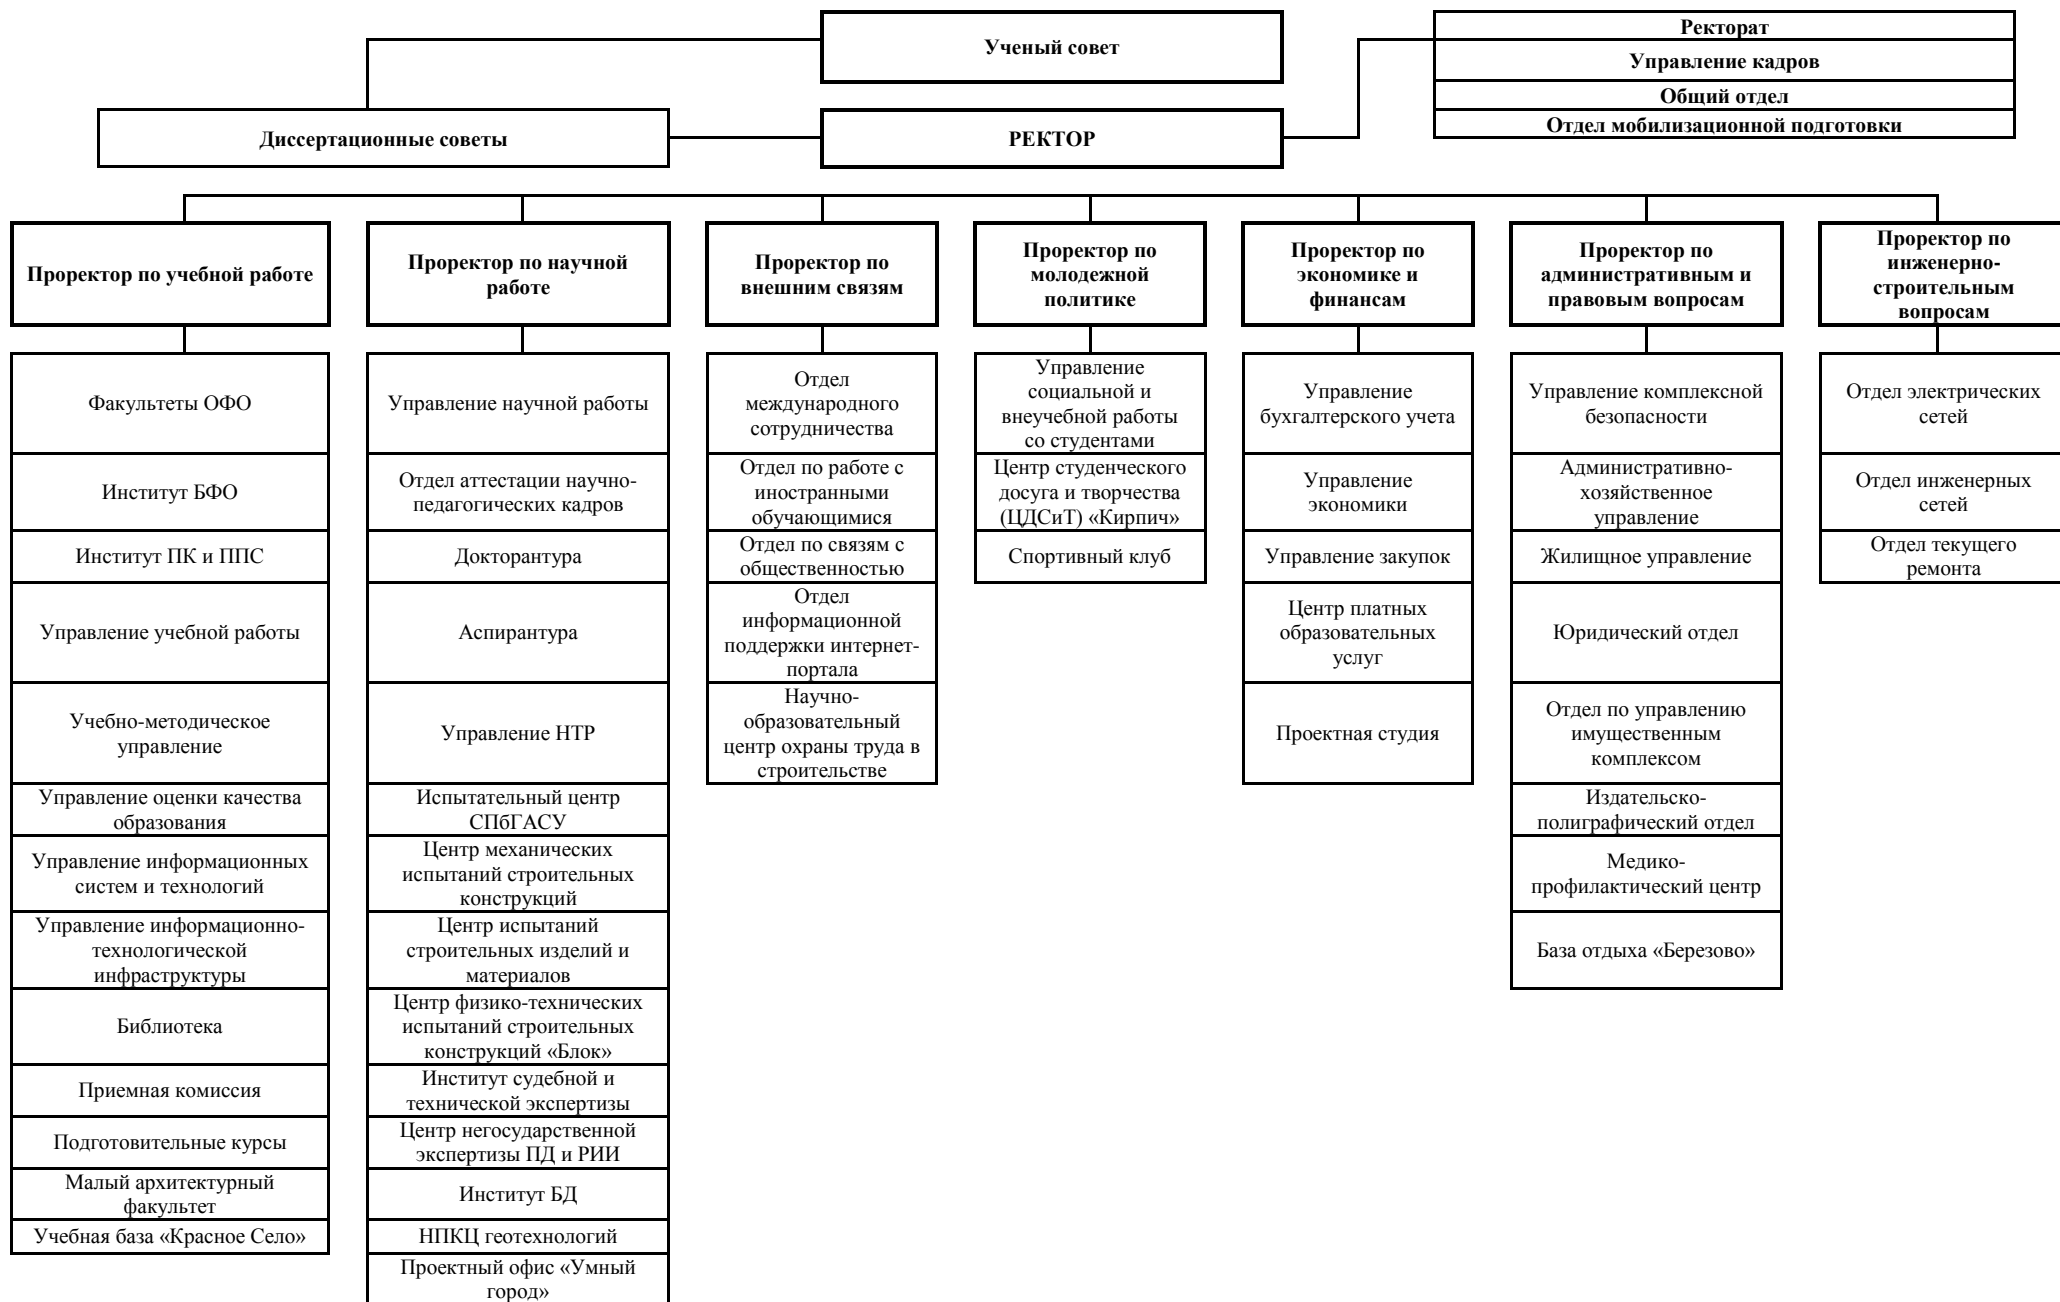 Ученый совет
Ректорат
Управление кадров
Общий отдел
Отдел мобилизационной подготовки
Диссертационные советы
РЕКТОР
Проректор по учебной работе
Проректор по научной
работе
Проректор по
внешним связям
Проректор по
молодежной
политике
Проректор по
экономике и
финансам
Проректор по
административным и
правовым вопросам
Проректор по
инженерно-
строительным
вопросам
Факультеты ОФО
Институт БФО
Институт ПК и ППС
Управление учебной работы
Учебно-методическое
управление
Управление оценки качества
образования
Управление информационных
систем и технологий
Управление информационно-
технологической
инфраструктуры
Библиотека
Приемная комиссия
Подготовительные курсы
Малый архитектурный
факультет
Учебная база «Красное Село»
Управление научной работы
Отдел аттестации научно-
педагогических кадров
Докторантура
Аспирантура
Управление НТР
Испытательный центр
СПбГАСУ
Центр механических
испытаний строительных
конструкций
Центр испытаний
строительных изделий и
материалов
Центр физико-технических
испытаний строительных
конструкций «Блок»
Институт судебной и
технической экспертизы
Центр негосударственной
экспертизы ПД и РИИ
Институт БД
НПКЦ геотехнологий
Проектный офис «Умный
город»
Отдел
международного
сотрудничества
Отдел по работе с
иностранными
обучающимися
Отдел по связям с
общественностью
Отдел
информационной
поддержки интернет-
портала
Научно-
образовательный
центр охраны труда в
строительстве
Управление
социальной и
внеучебной работы
со студентами
Центр студенческого
досуга и творчества
(ЦДСиТ) «Кирпич»
Спортивный клуб
Управление
бухгалтерского учета
Управление
экономики
Управление закупок
Центр платных
образовательных
услуг
Проектная студия
Управление комплексной
безопасности
Административно-
хозяйственное
управление
Жилищное управление
Юридический отдел
Отдел по управлению
имущественным
комплексом
Издательско-
полиграфический отдел
Медико-
профилактический центр
База отдыха «Березово»
Отдел электрических
сетей
Отдел инженерных
сетей
Отдел текущего
ремонта